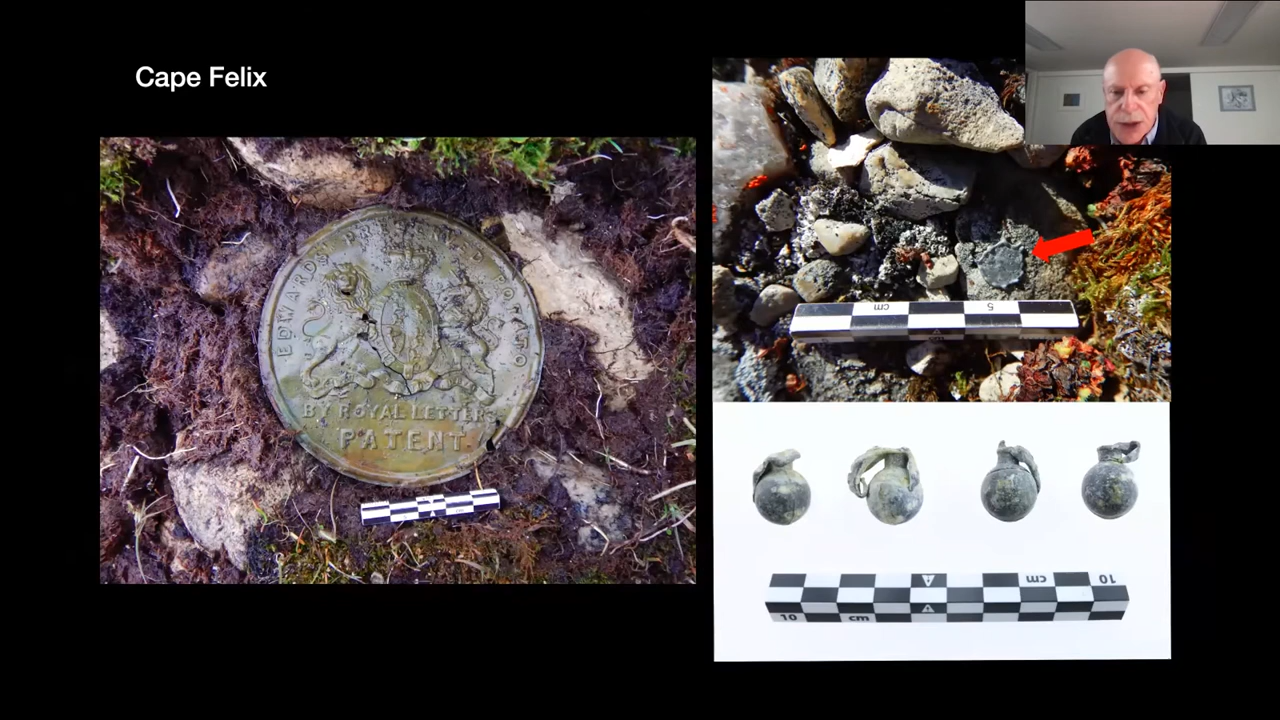 Cape Felix
EDWARDS PRESERVED POTATO
BY ROYAL LETTERS
PATENT.
cm
5
cm
10
10
cm